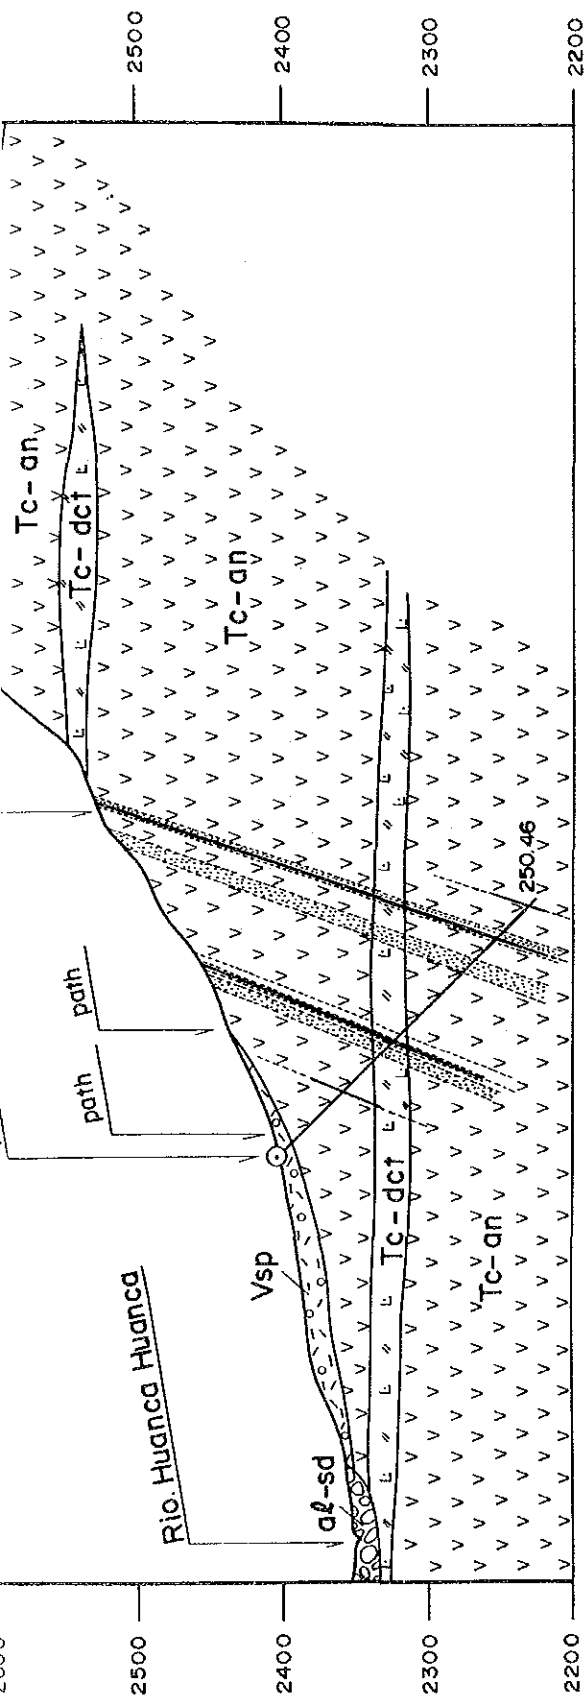 2500
2400
2300
2200
Tc-an
Tc-dct
Tc-an
250.46
path
path
Vsp
Rio. Huanca Huanca
al-sd
Tc-dct
Tc-an
2500
2400
2300
2200